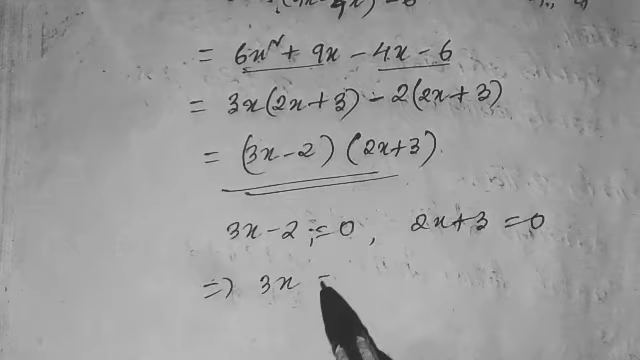 = 6x² + 9x - 4x - 6
= 3x(2x+3) - 2(2x+3)
= (3x-2) (2x+3)
3x-2 = 0, 2x+3 = 0
=> 3x =